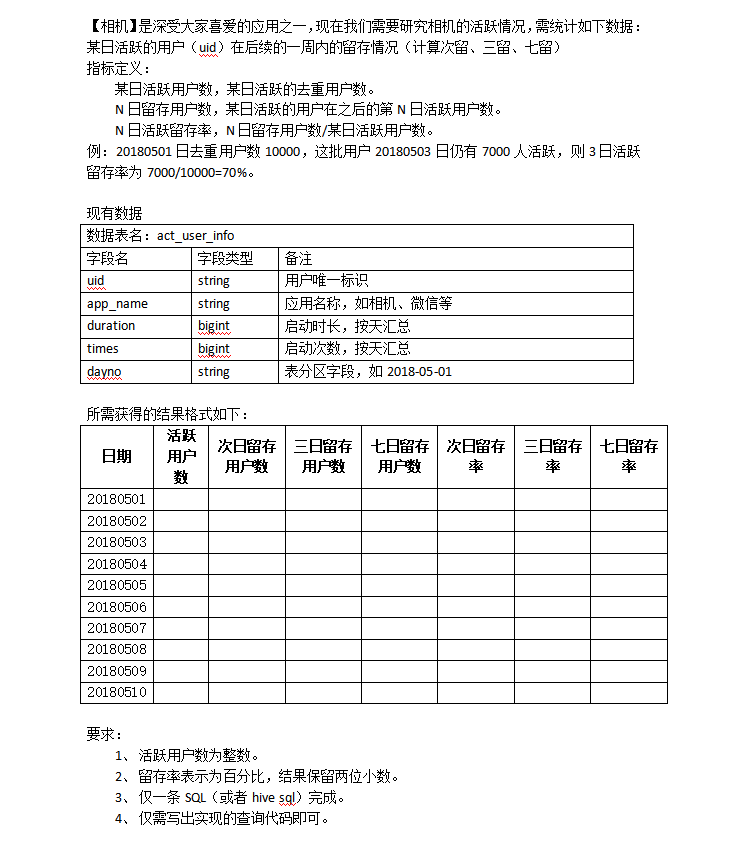 【相机】是深受大家喜爱的应用之一，现在我们需要研究相机的活跃情况，需统计如下数据：
某日活跃的用户（uid）在后续的一周内的留存情况（计算次留、三留、七留）
指标定义：
某日活跃用户数，某日活跃的去重用户数。
N 日留存用户数，某日活跃的用户在之后的第 N 日活跃用户数。
N 日活跃留存率，N 日留存用户数/某日活跃用户数。
例：20180501 日去重用户数 10000，这批用户 20180503 日仍有 7000 人活跃，则 3 日活跃
留存率为 7000/10000=70%。
现有数据
数据表名：act_user_info
字段名 字段类型 备注
uid string 用户唯一标识
app_name string 应用名称，如相机、微信等
duration bigint 启动时长，按天汇总
times bigint 启动次数，按天汇总
dayno string 表分区字段，如 2018-05-01
所需获得的结果格式如下：
日期 活跃用户数 次日留存用户数 三日留存用户数 七日留存用户数 次日留存率 三日留存率 七日留存率
20180501
20180502
20180503
20180504
20180505
20180506
20180507
20180508
20180509
20180510
要求：
1、 活跃用户数为整数。
2、 留存率表示为百分比，结果保留两位小数。
3、 仅一条 SQL（或者 hive sql）完成。
4、 仅需写出实现的查询代码即可。